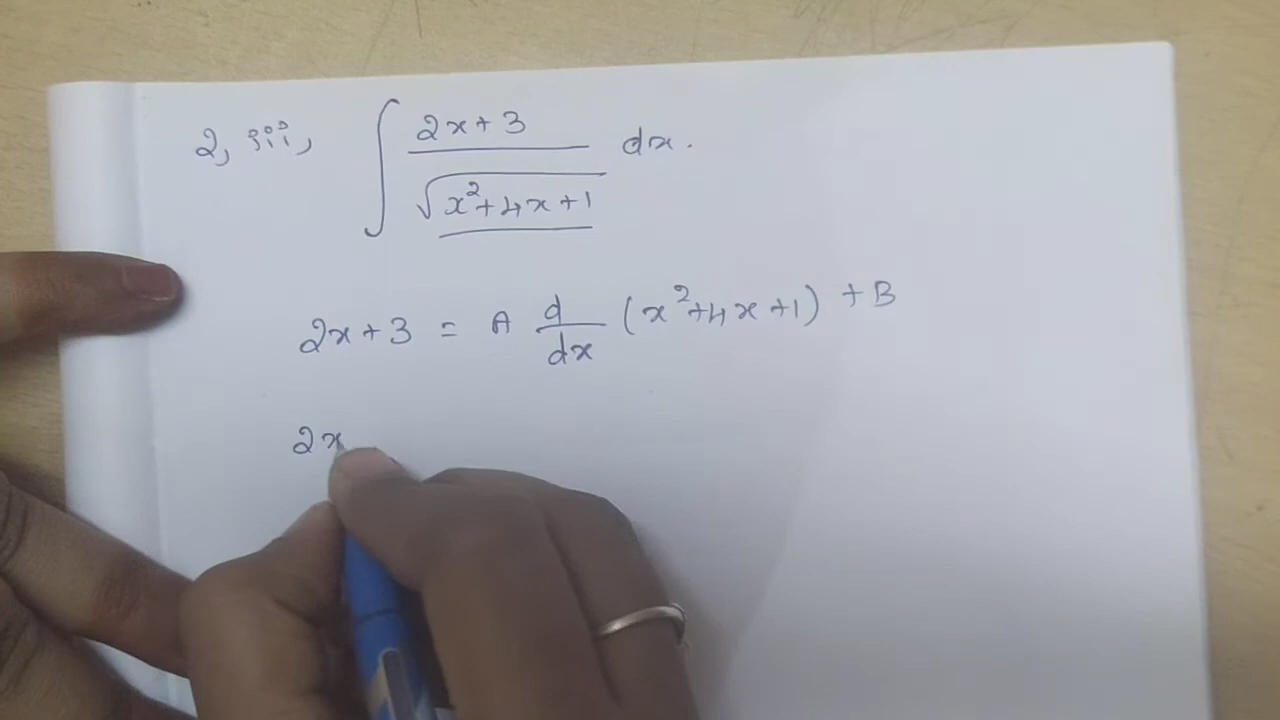 2, iii, ∫ 2x+3 / √x²+4x+1 dx.
2x+3 = A d/dx (x²+4x+1) + B
2x